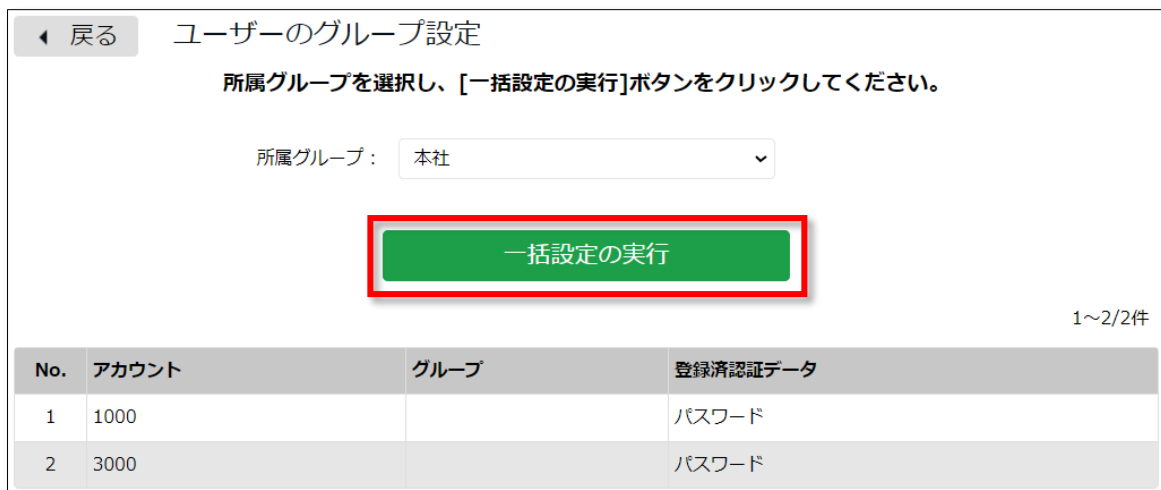 戻る ユーザーのグループ設定
所属グループを選択し、[一括設定の実行]ボタンをクリックしてください。
所属グループ： 本社
一括設定の実行
1～2/2件
No. アカウント グループ 登録済認証データ
1 1000 パスワード
2 3000 パスワード